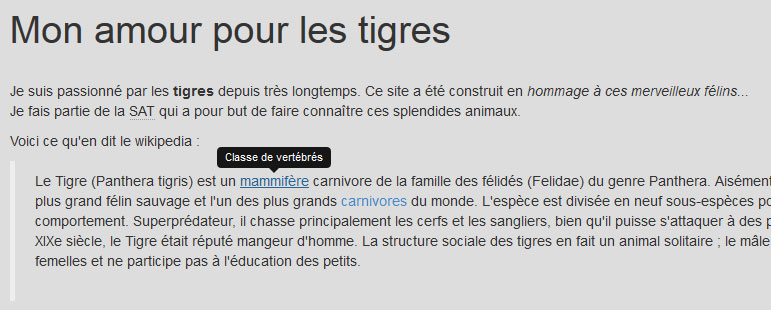 Mon amour pour les tigres
Je suis passionné par les tigres depuis très longtemps. Ce site a été construit en hommage à ces merveilleux félins...
Je fais partie de la SAT qui a pour but de faire connaître ces splendides animaux.
Voici ce qu'en dit le wikipedia :
Classe de vertébrés
Le Tigre (Panthera tigris) est un mammifère carnivore de la famille des félidés (Felidae) du genre Panthera. Aisément
plus grand félin sauvage et l'un des plus grands carnivores du monde. L'espèce est divisée en neuf sous-espèces po
comportement. Superprédateur, il chasse principalement les cerfs et les sangliers, bien qu'il puisse s'attaquer à des p
XIXe siècle, le Tigre était réputé mangeur d'homme. La structure sociale des tigres en fait un animal solitaire ; le mâle
femelles et ne participe pas à l'éducation des petits.